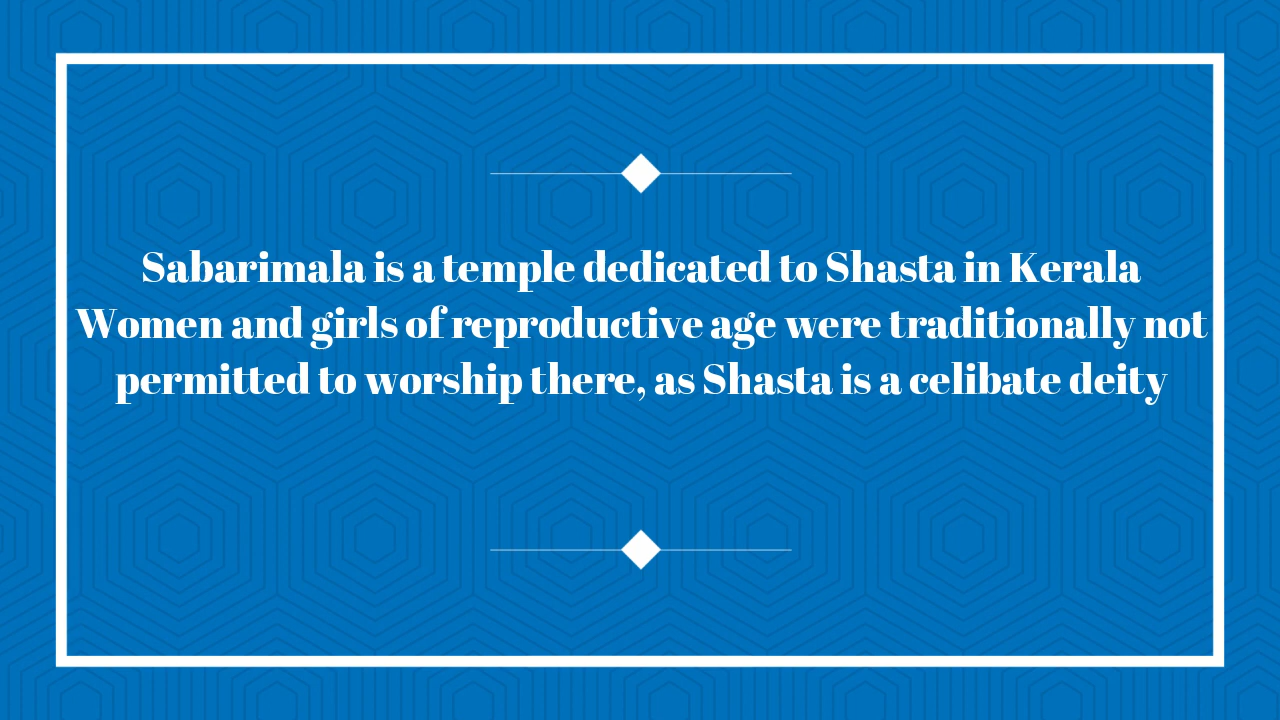 Sabarimala is a temple dedicated to Shasta in Kerala
Women and girls of reproductive age were traditionally not
permitted to worship there, as Shasta is a celibate deity